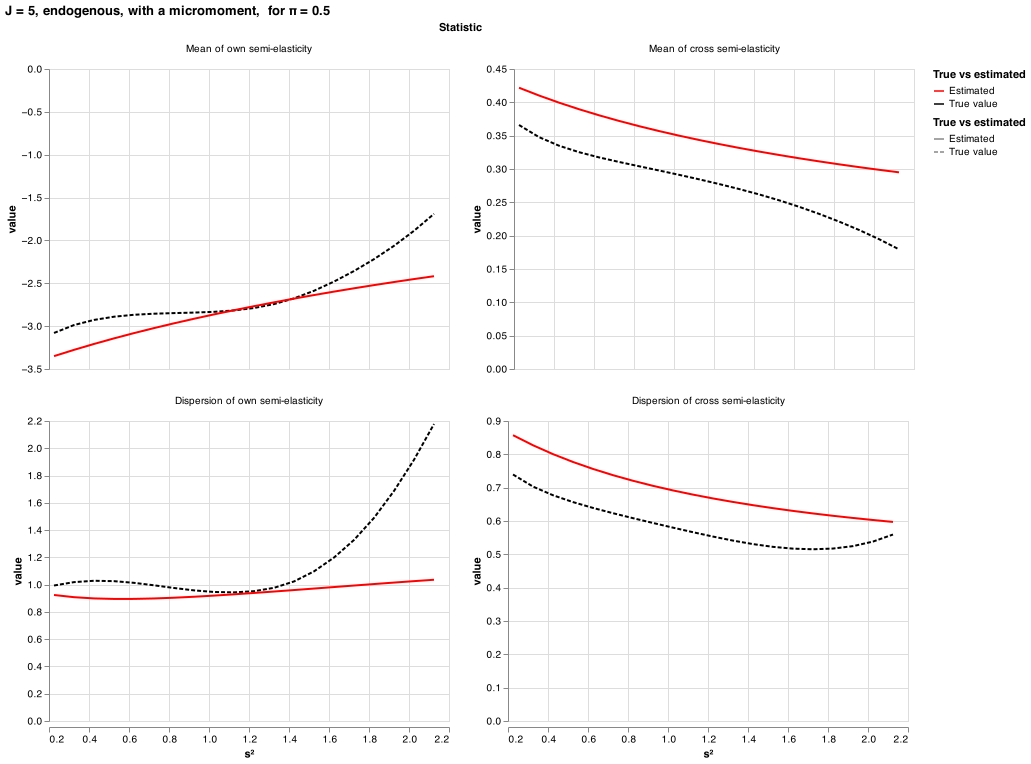 J = 5, endogenous, with a micromoment, for π = 0.5
Statistic
Mean of own semi-elasticity
Mean of cross semi-elasticity
0.0
−0.5
−1.0
−1.5
−2.0
−2.5
−3.0
−3.5
value
0.45
0.40
0.35
0.30
0.25
0.20
0.15
0.10
0.05
0.00
value
True vs estimated
Estimated
True value
True vs estimated
Estimated
True value
Dispersion of own semi-elasticity
Dispersion of cross semi-elasticity
2.2
2.0
1.8
1.6
1.4
1.2
1.0
0.8
0.6
0.4
0.2
0.0
value
0.2 0.4 0.6 0.8 1.0 1.2 1.4 1.6 1.8 2.0 2.2
s²
0.9
0.8
0.7
0.6
0.5
0.4
0.3
0.2
0.1
0.0
value
0.2 0.4 0.6 0.8 1.0 1.2 1.4 1.6 1.8 2.0 2.2
s²